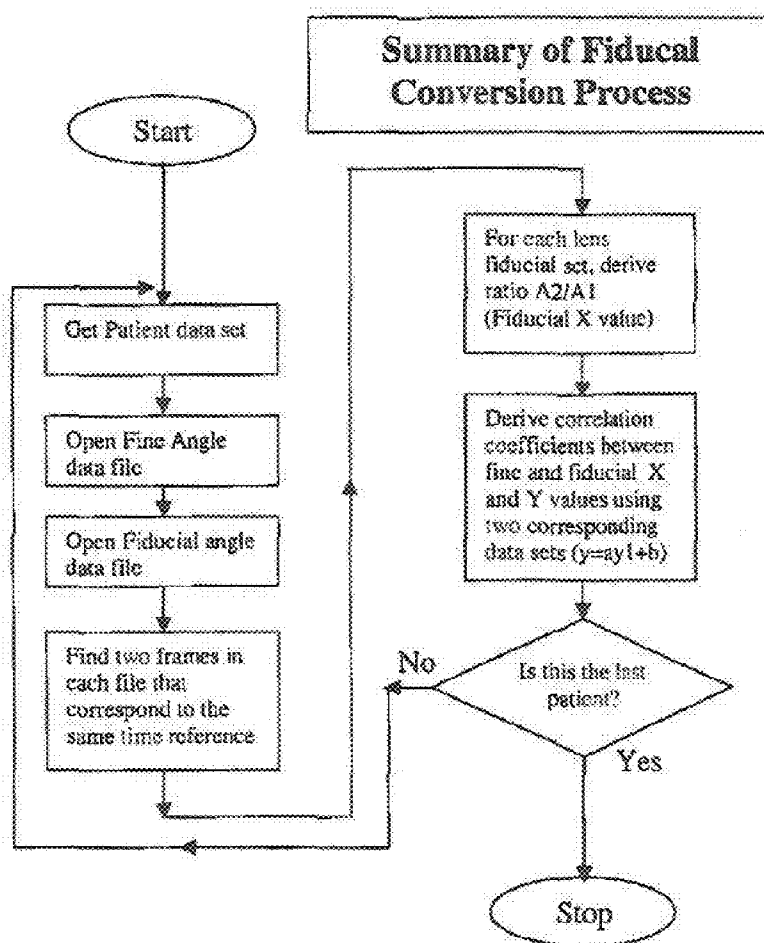 Summary of Fiducal
Conversion Process
Start
Get Patient data set
Open Fine Angle
data file
Open Fiducial angle
data file
Find two frames in
each file that
correspond to the
same time reference
For each lens
fiducial set, derive
ratio A2/A1
(Fiducial X value)
Derive correlation
coefficients between
fine and fiducial X
and Y values using
two corresponding
data sets (y=ay1+b)
Is this the last
patient?
No
Yes
Stop